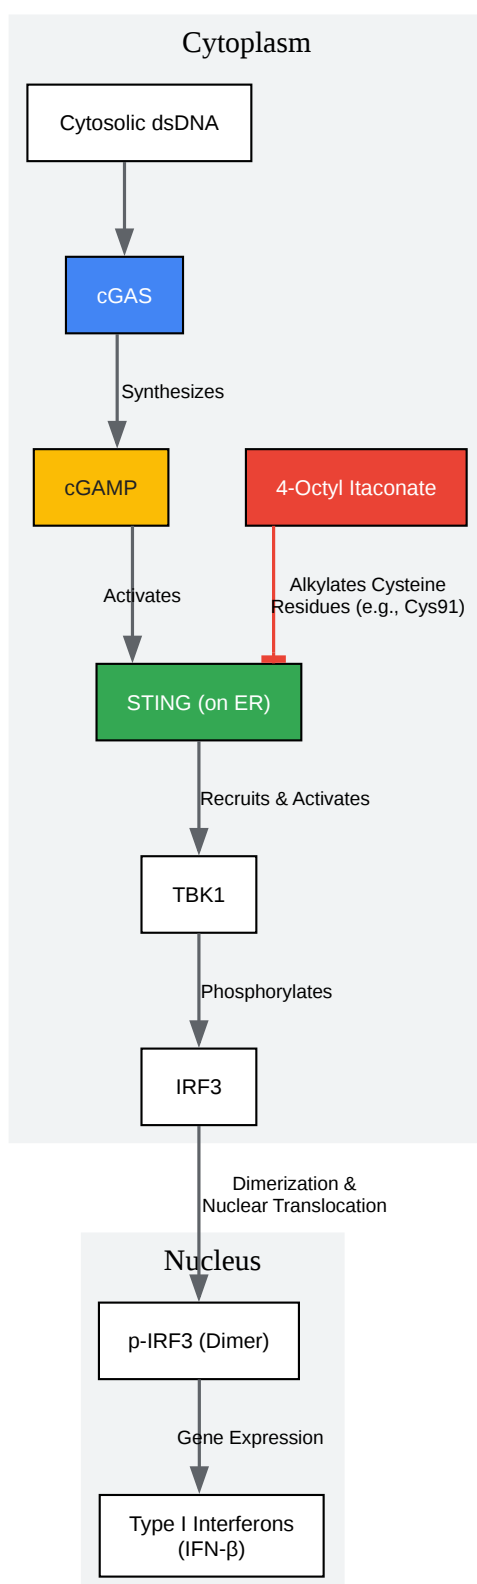 Cytoplasm
Cytosolic dsDNA
cGAS
Synthesizes
cGAMP
4-Octyl Itaconate
Activates
Alkylates Cysteine
Residues (e.g., Cys91)
STING (on ER)
Recruits & Activates
TBK1
Phosphorylates
IRF3
Dimerization &
Nuclear Translocation
Nucleus
p-IRF3 (Dimer)
Gene Expression
Type I Interferons
(IFN-β)